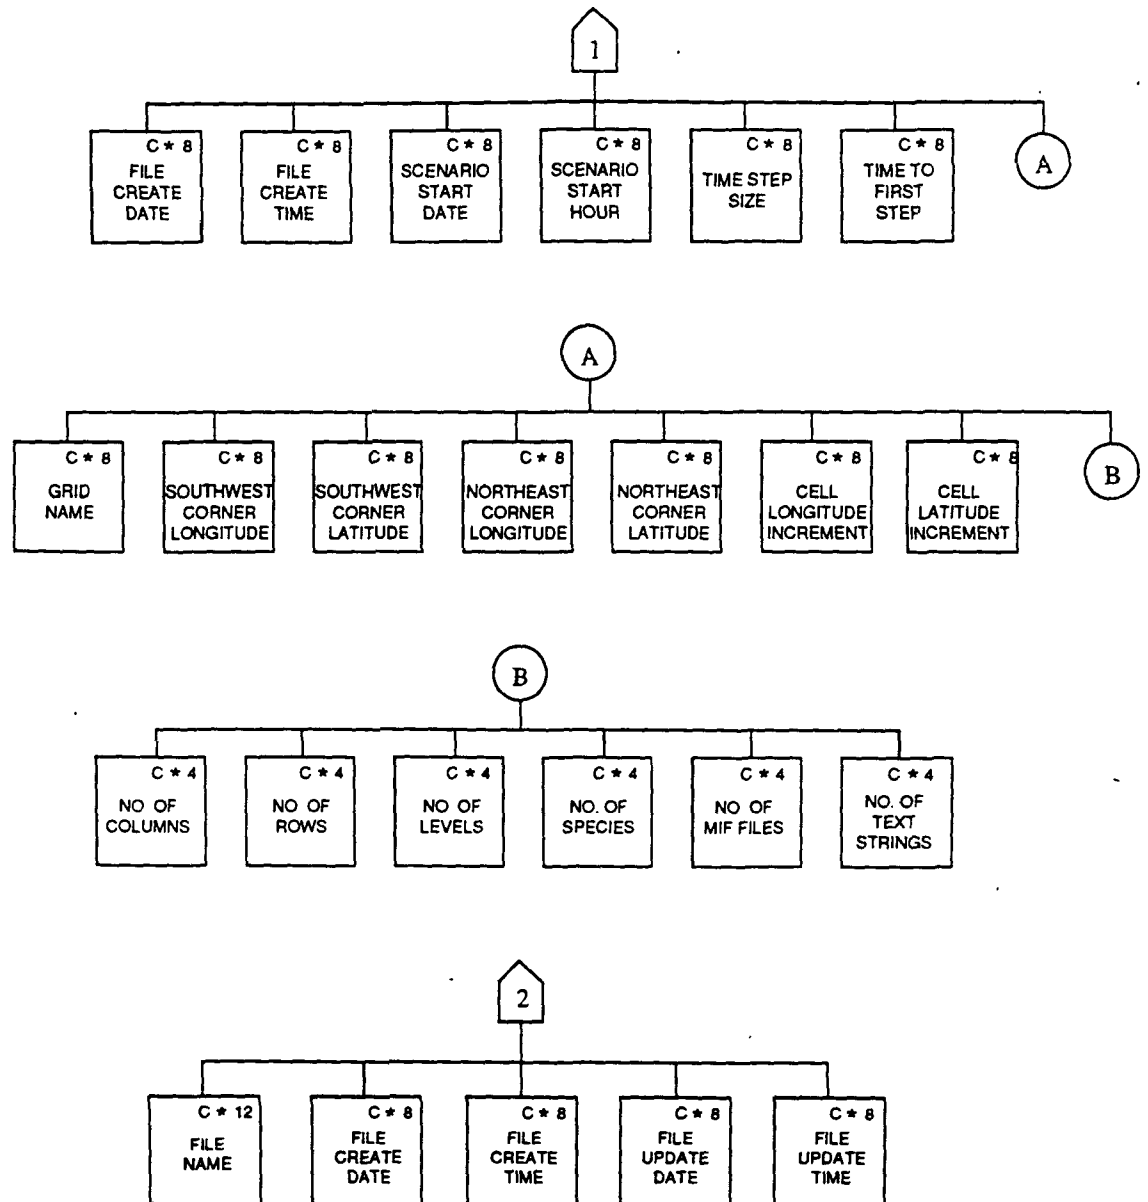 1
C * 8
FILE
CREATE
DATE
C * 8
FILE
CREATE
TIME
C * 8
SCENARIO
START
DATE
C * 8
SCENARIO
START
HOUR
C * 8
TIME STEP
SIZE
C * 8
TIME TO
FIRST
STEP
A
A
C * 8
GRID
NAME
C * 8
SOUTHWEST
CORNER
LONGITUDE
C * 8
SOUTHWEST
CORNER
LATITUDE
C * 8
NORTHEAST
CORNER
LONGITUDE
C * 8
NORTHEAST
CORNER
LATITUDE
C * 8
CELL
LONGITUDE
INCREMENT
C * 8
CELL
LATITUDE
INCREMENT
B
B
C * 4
NO OF
COLUMNS
C * 4
NO OF
ROWS
C * 4
NO OF
LEVELS
C * 4
NO. OF
SPECIES
C * 4
NO OF
MIF FILES
C * 4
NO. OF
TEXT
STRINGS
2
C * 12
FILE
NAME
C * 8
FILE
CREATE
DATE
C * 8
FILE
CREATE
TIME
C * 8
FILE
UPDATE
DATE
C * 8
FILE
UPDATE
TIME